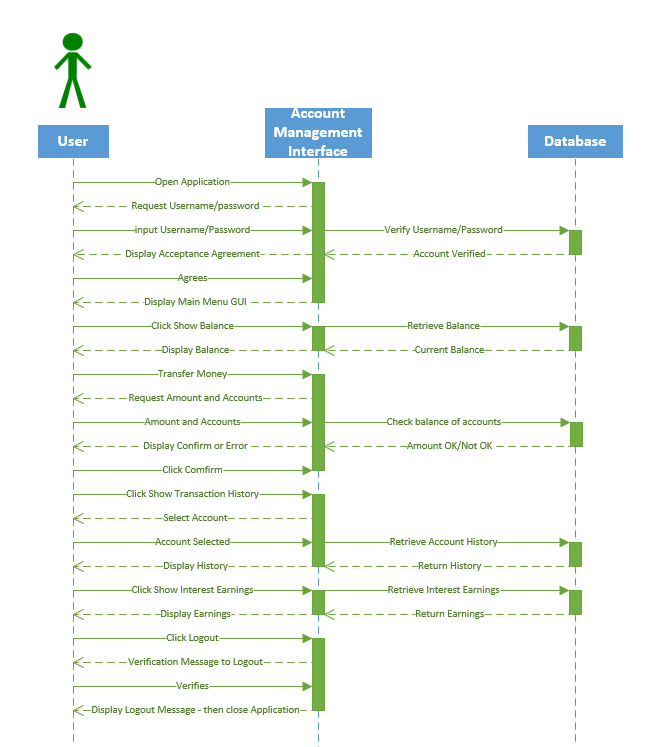 Account
Management
Interface
User
Database
Open Application
Request Username/password
input Username/Password
Verify Username/Password
Display Acceptance Agreement
Account Verified
Agrees
Display Main Menu GUI
Click Show Balance
Retrieve Balance
Display Balance
Current Balance
Transfer Money
Request Amount and Accounts
Amount and Accounts
Check balance of accounts
Display Confirm or Error
Amount OK/Not OK
Click Comfirm
Click Show Transaction History
Select Account
Account Selected
Retrieve Account History
Display History
Return History
Click Show Interest Earnings
Retrieve Interest Earnings
Display Earnings
Return Earnings
Click Logout
Verification Message to Logout
Verifies
Display Logout Message - then close Application